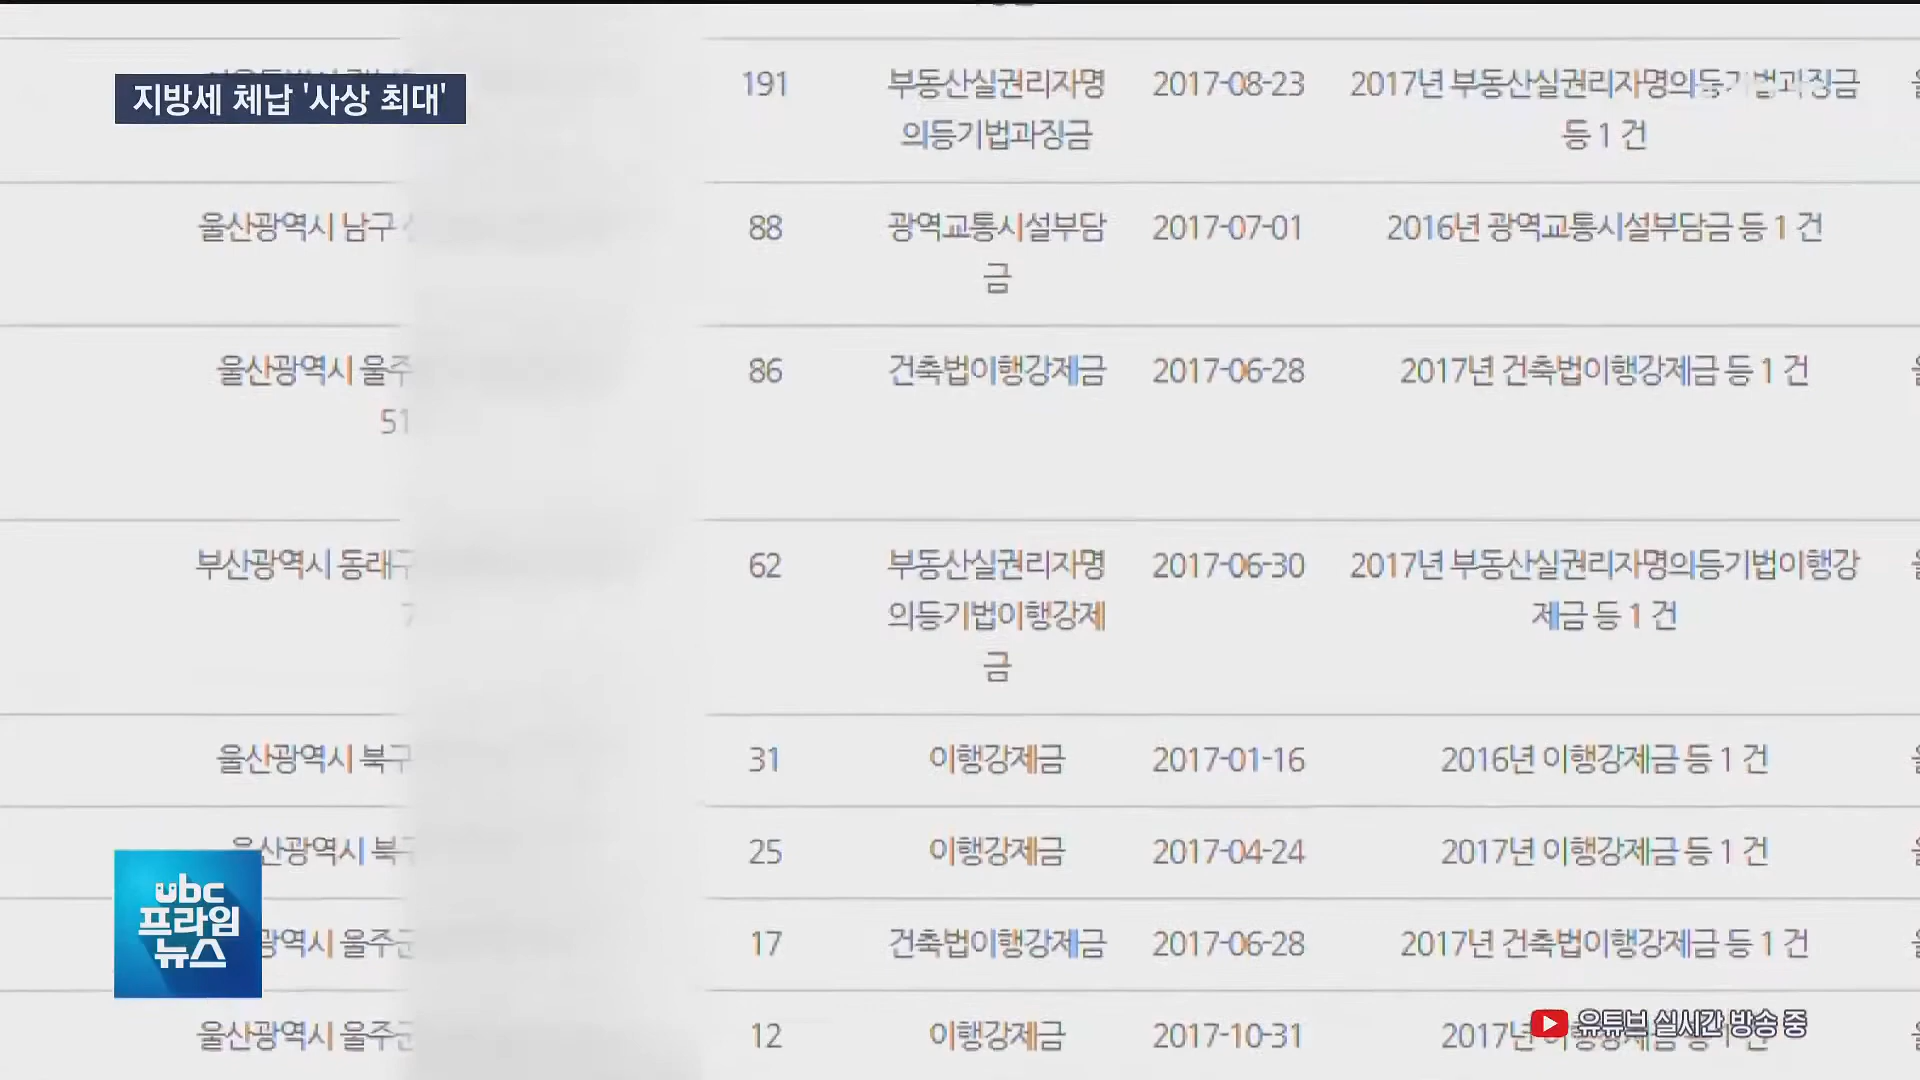 지방세 체납 '사상 최대'
191 부동산실권리자명 2017-08-23 2017년 부동산실권리자명의등기법과징금
의등기법과징금 등 1 건
울산광역시 남구 88 광역교통시설부담 2017-07-01 2016년 광역교통시설부담금 등 1 건
금
울산광역시 울주 86 건축법이행강제금 2017-06-28 2017년 건축법이행강제금 등 1 건
51
부산광역시 동래구 62 부동산실권리자명 2017-06-30 2017년 부동산실권리자명의등기법이행강
의등기법이행강제 제금 등 1 건
금
울산광역시 북구 31 이행강제금 2017-01-16 2016년 이행강제금 등 1 건
울산광역시 북구 25 이행강제금 2017-04-24 2017년 이행강제금 등 1 건
광역시 울주군 17 건축법이행강제금 2017-06-28 2017년 건축법이행강제금 등 1 건
울산광역시 울주군 12 이행강제금 2017-10-31 2017년 이행강제금 등 1 건
ubc
프라임
뉴스
유튜브 실시간 방송 중